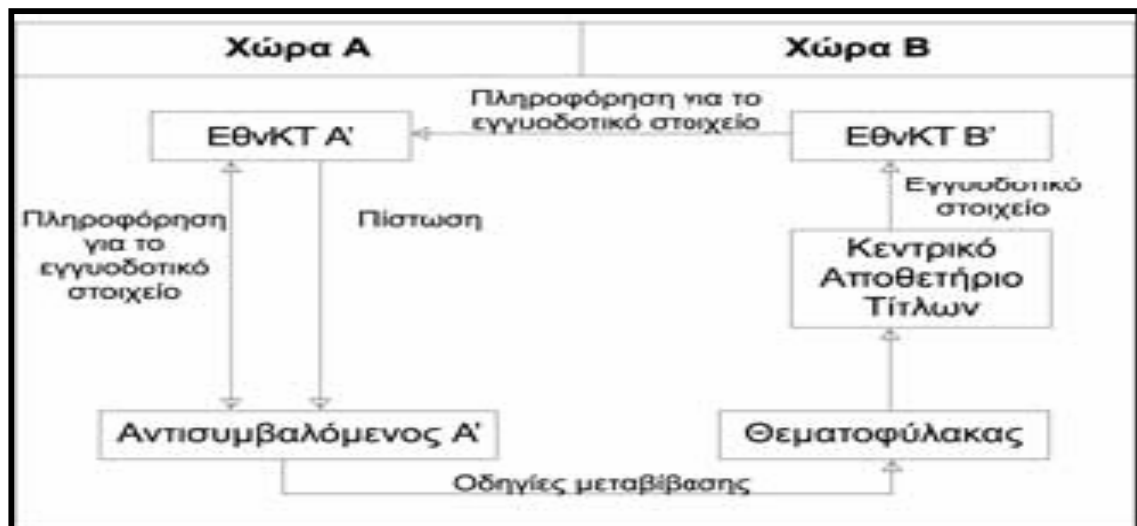 Χώρα Α
Χώρα Β
Πληροφόρηση για το
εγγυοδοτικό στοιχείο
ΕθνΚΤ Α'
ΕθνΚΤ Β'
Πληροφόρηση
για το
εγγυοδοτικό
στοιχείο
Πίστωση
Εγγυοδοτικό
στοιχείο
Κεντρικό
Αποθετήριο
Τίτλων
Αντισυμβαλόμενος Α'
Θεματοφύλακας
Οδηγίες μεταβίβασης